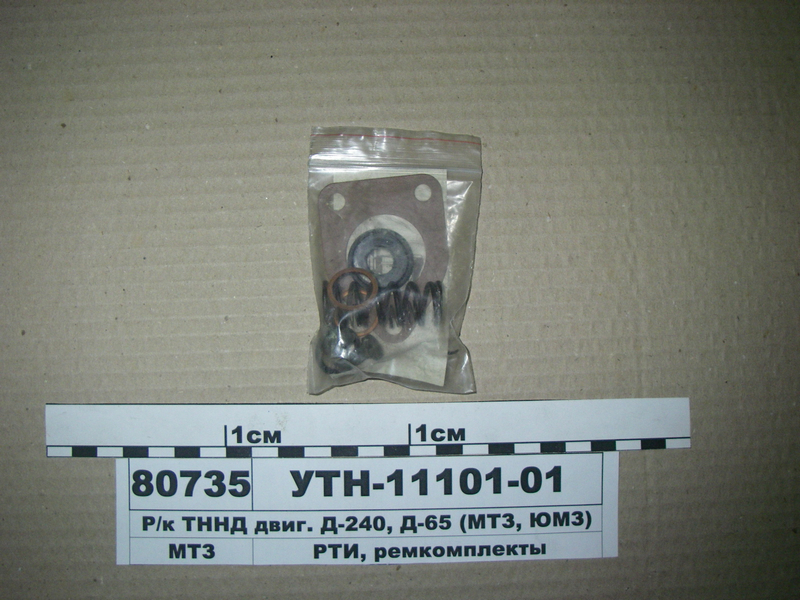 1см 1см
80735 УТН-11101-01
Р/к ТННД двиг. Д-240, Д-65 (МТЗ, ЮМЗ)
МТЗ РТИ, ремкомплекты